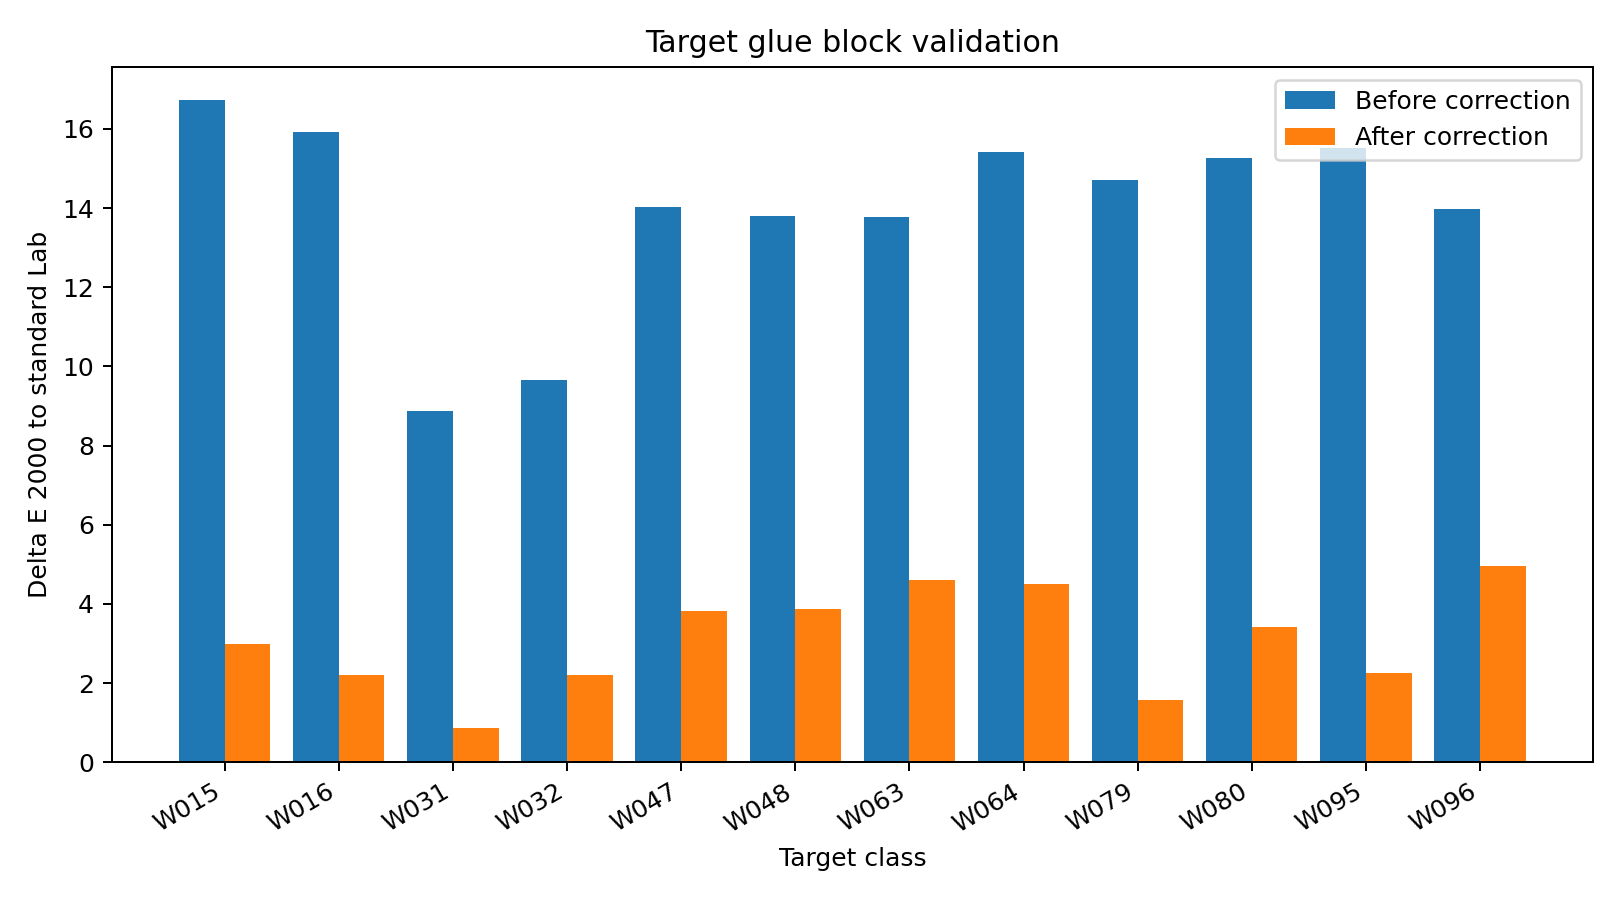 Target glue block validation
Before correction
After correction
Delta E 2000 to standard Lab
16
14
12
10
8
6
4
2
0
W015
W016
W031
W032
W047
W048
W063
W064
W079
W080
W095
W096
Target class